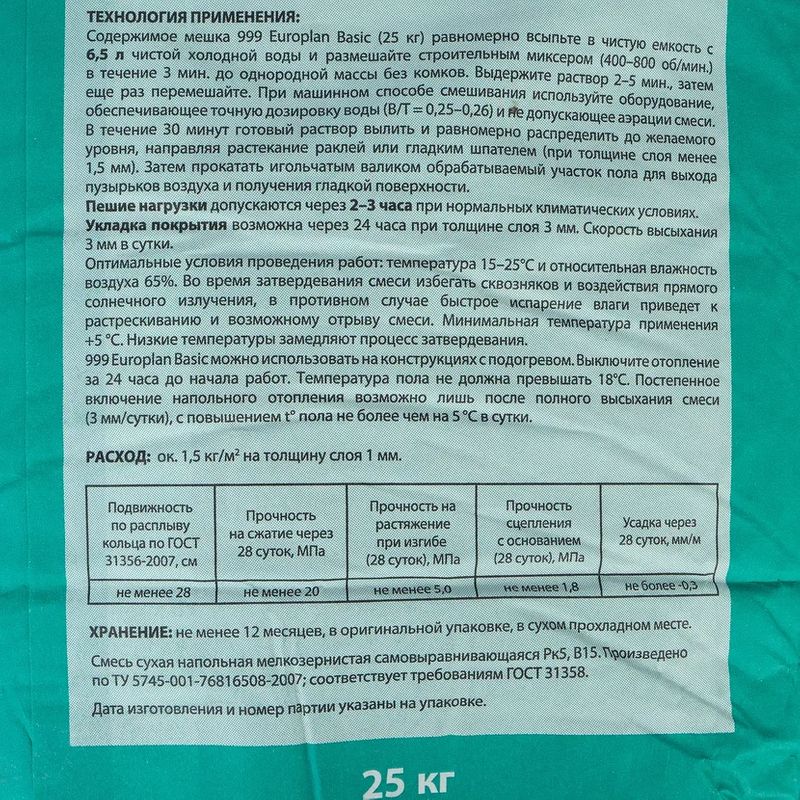 ТЕХНОЛОГИЯ ПРИМЕНЕНИЯ:
Содержимое мешка 999 Europlan Basic (25 кг) равномерно всыпьте в чистую емкость с
6,5 л чистой холодной воды и размешайте строительным миксером (400–800 об/мин.)
в течение 3 мин. до однородной массы без комков. Выдержите раствор 2–5 мин., затем
еще раз перемешайте. При машинном способе смешивания используйте оборудование,
обеспечивающее точную дозировку воды (В/Т = 0,25–0,26) и не допускающее аэрации смеси.
В течение 30 минут готовый раствор вылить и равномерно распределить до желаемого
уровня, направляя растекание раклей или гладким шпателем (при толщине слоя менее
1,5 мм). Затем прокатать игольчатым валиком обрабатываемый участок пола для выхода
пузырьков воздуха и получения гладкой поверхности.
Пешие нагрузки допускаются через 2–3 часа при нормальных климатических условиях.
Укладка покрытия возможна через 24 часа при толщине слоя 3 мм. Скорость высыхания
3 мм в сутки.
Оптимальные условия проведения работ: температура 15–25°С и относительная влажность
воздуха 65%. Во время затвердевания смеси избегать сквозняков и воздействия прямого
солнечного излучения, в противном случае быстрое испарение влаги приведет к
растрескиванию и возможному отрыву смеси. Минимальная температура применения
+5 °С. Низкие температуры замедляют процесс затвердевания.
999 Europlan Basic можно использовать на конструкциях с подогревом. Выключите отопление
за 24 часа до начала работ. Температура пола не должна превышать 18°С. Постепенное
включение напольного отопления возможно лишь после полного высыхания смеси
(3 мм/сутки), с повышением t° пола не более чем на 5 °С в сутки.
РАСХОД: ок. 1,5 кг/м² на толщину слоя 1 мм.
Подвижность
по расплыву
кольца по ГОСТ
31356-2007, см
Прочность
на сжатие через
28 суток, МПа
Прочность на
растяжение
при изгибе
(28 суток), МПа
Прочность
сцепления
с основанием
(28 суток), МПа
Усадка через
28 суток, мм/м
не менее 28
не менее 20
не менее 5,0
не менее 1,8
не более -0,3
ХРАНЕНИЕ: не менее 12 месяцев, в оригинальной упаковке, в сухом прохладном месте.
Смесь сухая напольная мелкозернистая самовыравнивающаяся Рк5, В15. Произведено
по ТУ 5745-001-76816508-2007; соответствует требованиям ГОСТ 31358.
Дата изготовления и номер партии указаны на упаковке.
25 кг